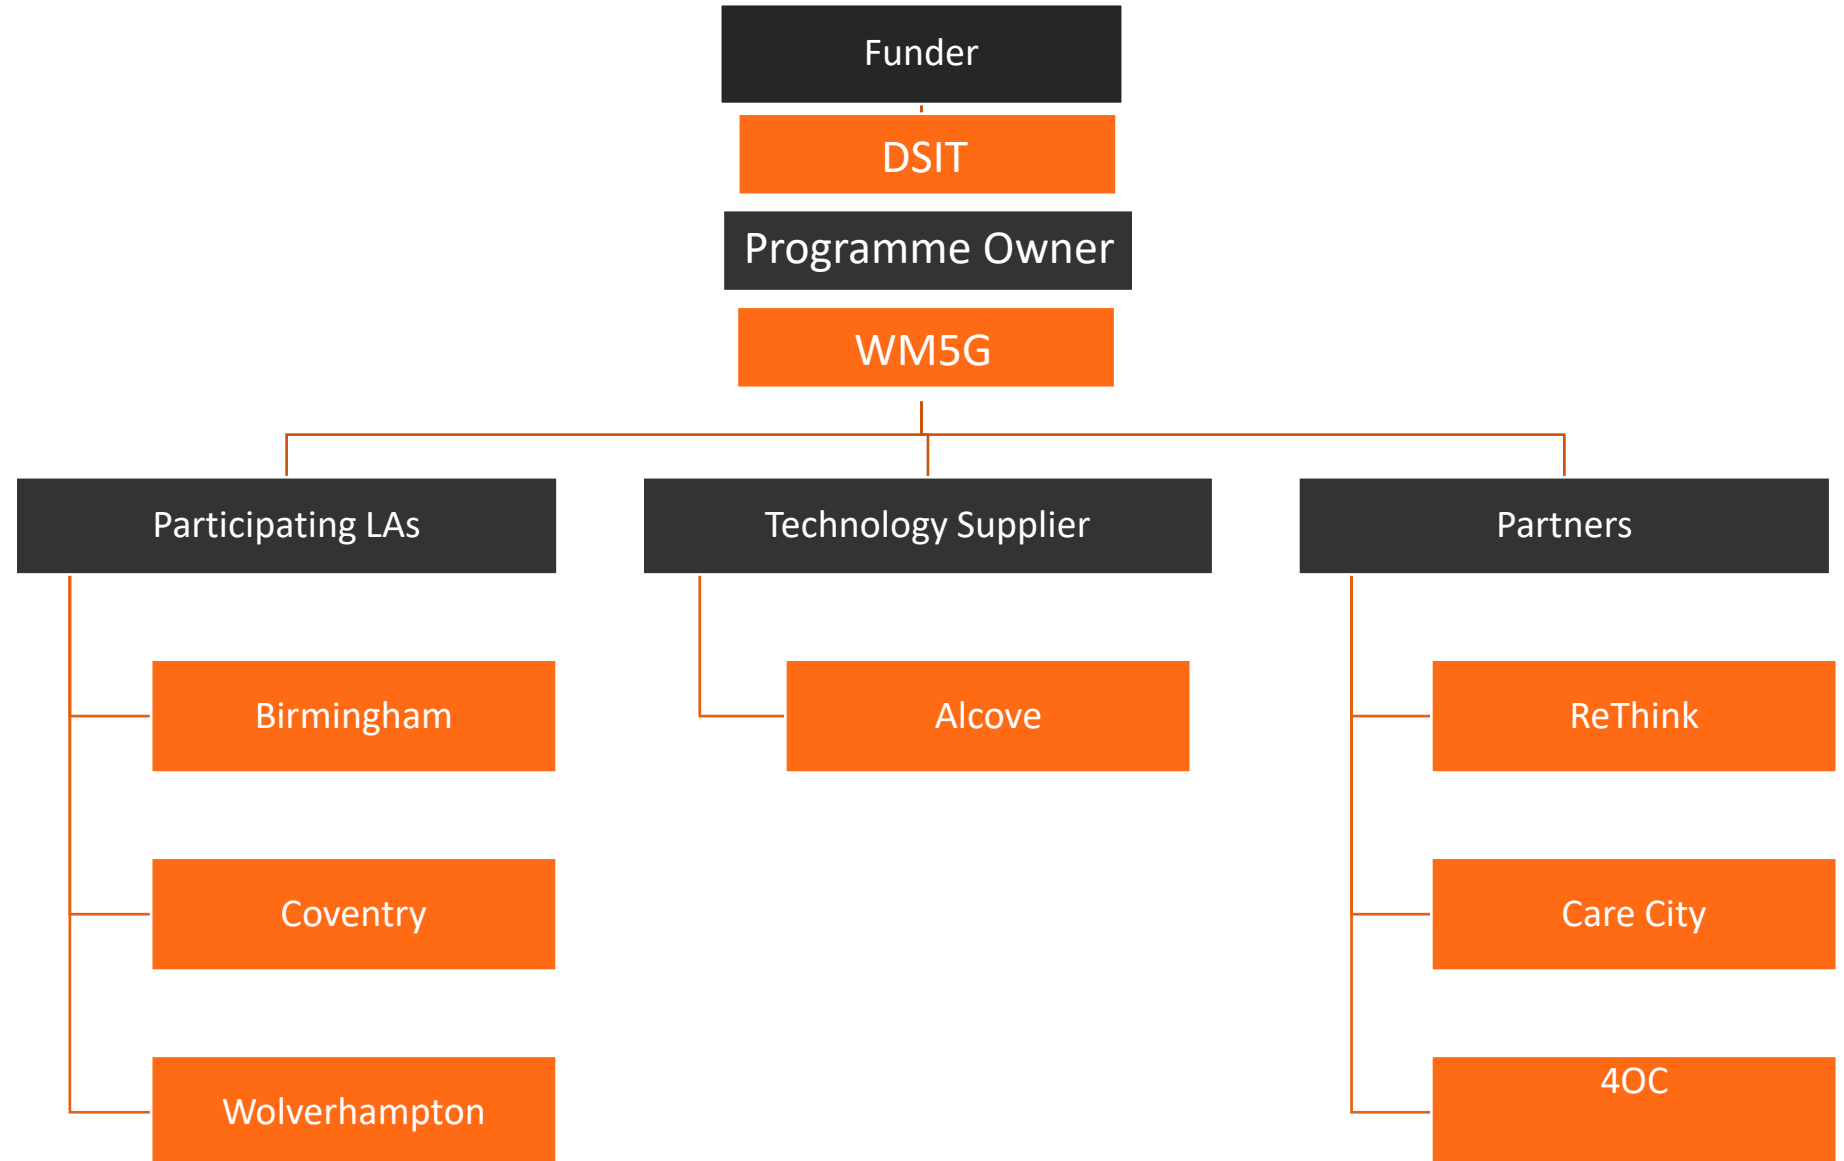 Funder
DSIT
Programme Owner
WM5G
Participating LAs
Technology Supplier
Partners
Birmingham
Alcove
ReThink
Coventry
Care City
Wolverhampton
4OC